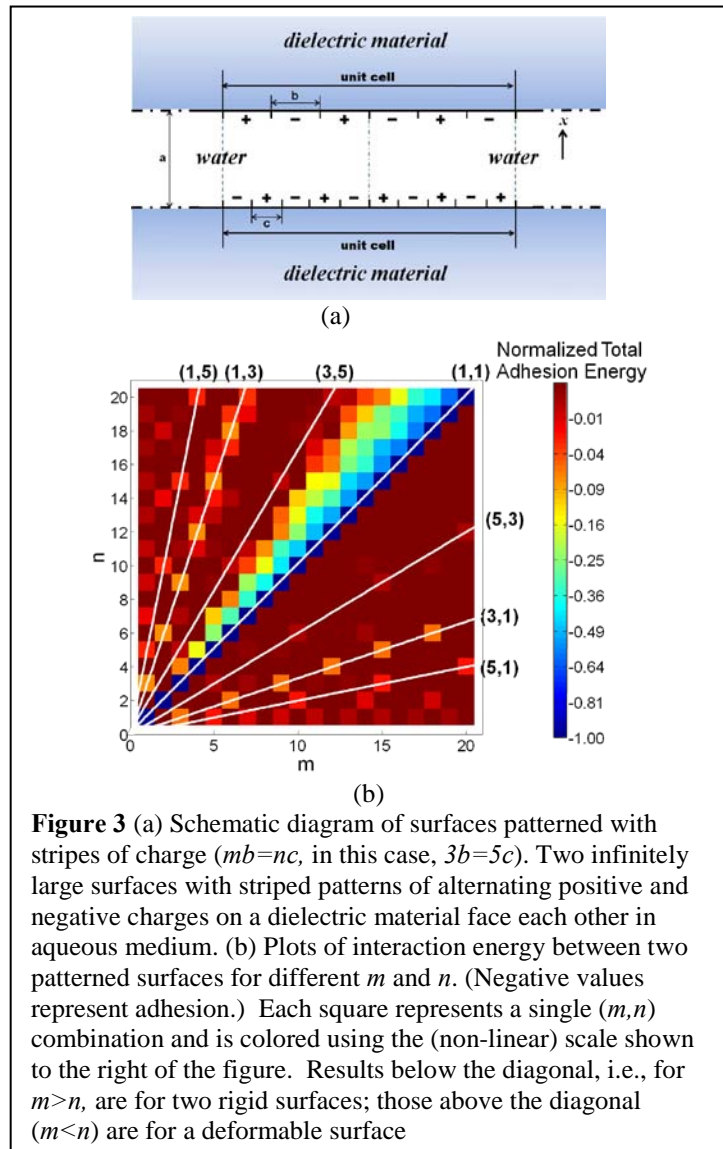 dielectric material
unit cell
b
+ − + − + −
x
a
water
water
− + − + − + − + − +
c
unit cell
dielectric material
(a)
Normalized Total
Adhesion Energy
(1,5) (1,3) (3,5) (1,1)
(5,3)
(3,1)
(5,1)
20
18
16
14
12
10
8
6
4
2
0
n
0 5 10 15 20
m
-0.01
-0.04
-0.09
-0.16
-0.25
-0.36
-0.49
-0.64
-0.81
-1.00
(b)
Figure 3 (a) Schematic diagram of surfaces patterned with
stripes of charge (mb=nc, in this case, 3b=5c). Two infinitely
large surfaces with striped patterns of alternating positive and
negative charges on a dielectric material face each other in
aqueous medium. (b) Plots of interaction energy between two
patterned surfaces for different m and n. (Negative values
represent adhesion.) Each square represents a single (m,n)
combination and is colored using the (non-linear) scale shown
to the right of the figure. Results below the diagonal, i.e., for
m>n, are for two rigid surfaces; those above the diagonal
(m<n) are for a deformable surface